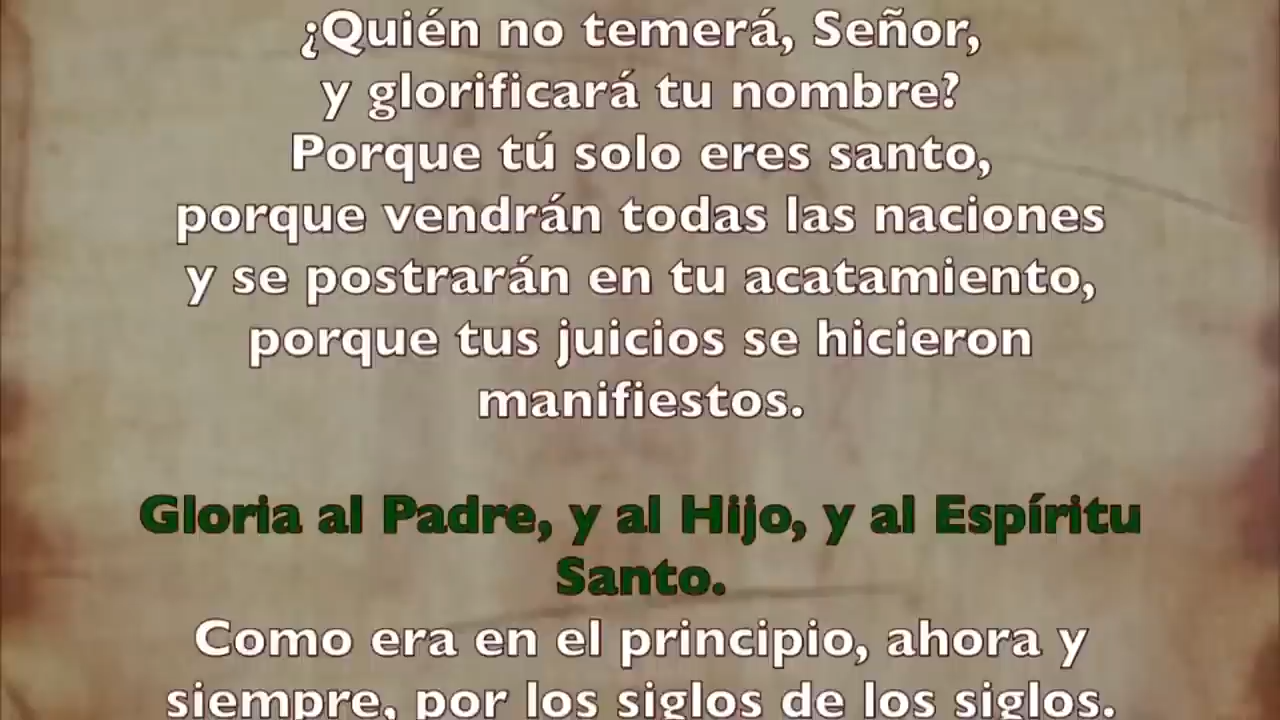 ¿Quién no temerá, Señor,
y glorificará tu nombre?
Porque tú solo eres santo,
porque vendrán todas las naciones
y se postrarán en tu acatamiento,
porque tus juicios se hicieron
manifiestos.
Gloria al Padre, y al Hijo, y al Espíritu
Santo.
Como era en el principio, ahora y
siempre, por los siglos de los siglos.